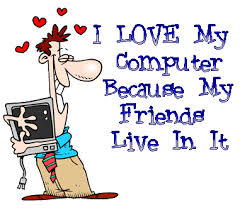 I LOVE My
Computer
Because My
Friends
Live In It